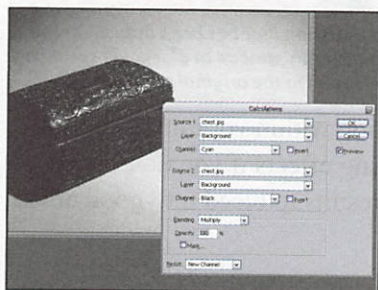 Calculations
Source 1: chest.jpg
OK
Layer: Background
Cancel
Channel: Cyan Invert
Preview
Source 2: chest.jpg
Layer: Background
Channel: Black Invert
Blending: Multiply
Opacity: 100 %
Mask...
Result: New Channel